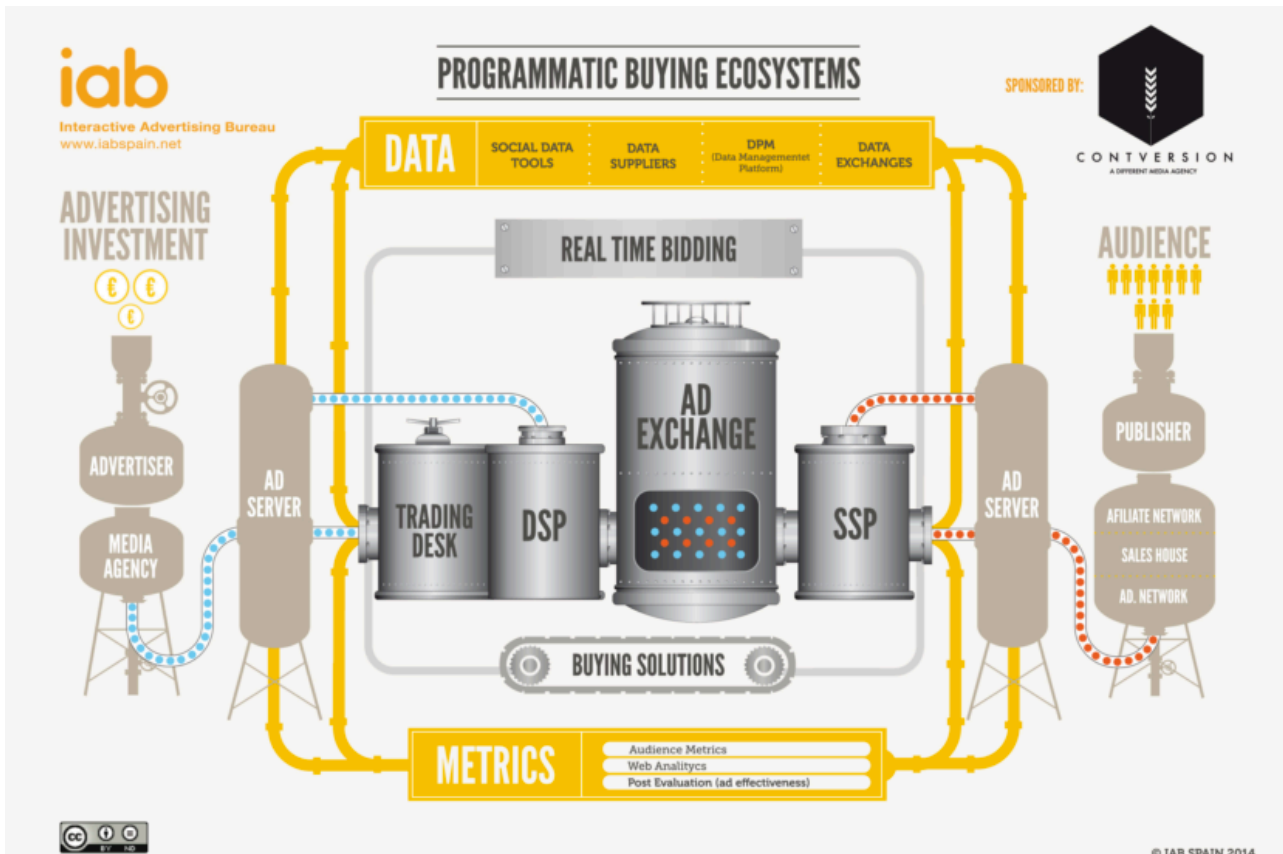 iab
Interactive Advertising Bureau
www.iabspain.net
PROGRAMMATIC BUYING ECOSYSTEMS
SPONSORED BY:
CONTVERSION
A DIFFERENT MEDIA AGENCY
DATA
SOCIAL DATA
TOOLS
DATA
SUPPLIERS
DPM
(Data Managementet
Platform)
DATA
EXCHANGES
ADVERTISING
INVESTMENT
€ €
€
REAL TIME BIDDING
AUDIENCE
ADVERTISER
MEDIA
AGENCY
AD
SERVER
TRADING
DESK
DSP
AD
EXCHANGE
SSP
AD
SERVER
PUBLISHER
AFILIATE NETWORK
SALES HOUSE
AD. NETWORK
BUYING SOLUTIONS
METRICS
Audience Metrics
Web Analitycs
Post Evaluation (ad effectiveness)
cc
BY ND
© IAB SPAIN 2014